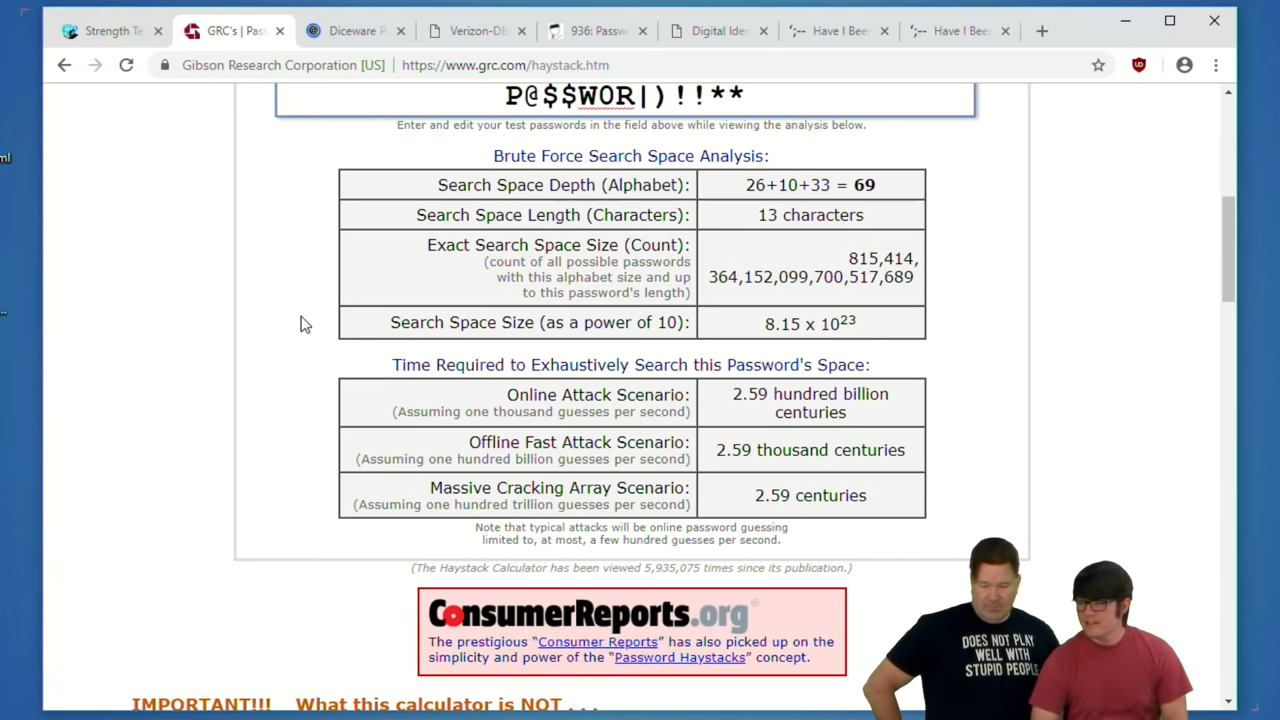 Strength Te
GRC's | Pass
Diceware P
Verizon-DB
936: Passwo
Digital Iden
Have I Been
Have I Been
Gibson Research Corporation [US] | https://www.grc.com/haystack.htm
P@$$W0R|)!!**
Enter and edit your test passwords in the field above while viewing the analysis below.
Brute Force Search Space Analysis:
Search Space Depth (Alphabet): 26+10+33 = 69
Search Space Length (Characters): 13 characters
Exact Search Space Size (Count):
(count of all possible passwords
with this alphabet size and up
to this password's length)
815,414,
364,152,099,700,517,689
Search Space Size (as a power of 10): 8.15 x 10²³
Time Required to Exhaustively Search this Password's Space:
Online Attack Scenario:
(Assuming one thousand guesses per second)
2.59 hundred billion
centuries
Offline Fast Attack Scenario:
(Assuming one hundred billion guesses per second)
2.59 thousand centuries
Massive Cracking Array Scenario:
(Assuming one hundred trillion guesses per second)
2.59 centuries
Note that typical attacks will be online password guessing
limited to, at most, a few hundred guesses per second.
(The Haystack Calculator has been viewed 5,935,075 times since its publication.)
ConsumerReports.org®
The prestigious “Consumer Reports” has also picked up on the
simplicity and power of the “Password Haystacks” concept.
IMPORTANT!!! What this calculator is NOT . . .
ml
DOES NOT PLAY
WELL WITH
STUPID PEOPLE